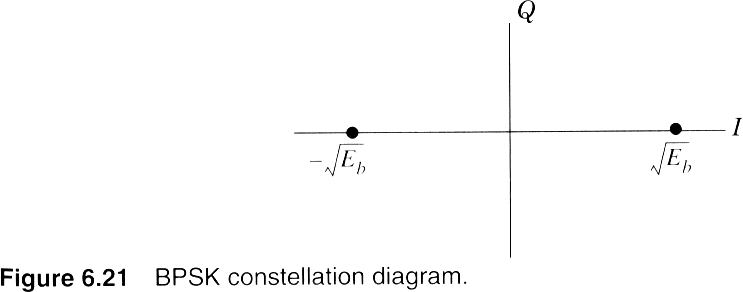 Q
I
−√E_b
√E_b
Figure 6.21 BPSK constellation diagram.